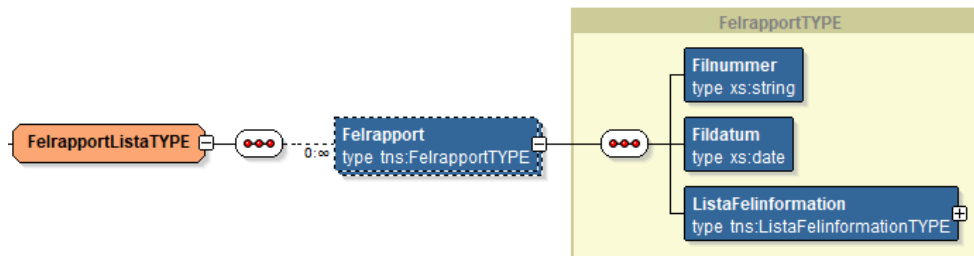 FelrapportTYPE
Filnummer
type xs:string
FelrapportListaTYPE
0:∞
Felrapport
type tns:FelrapportTYPE
Fildatum
type xs:date
ListaFelinformation
type tns:ListaFelinformationTYPE